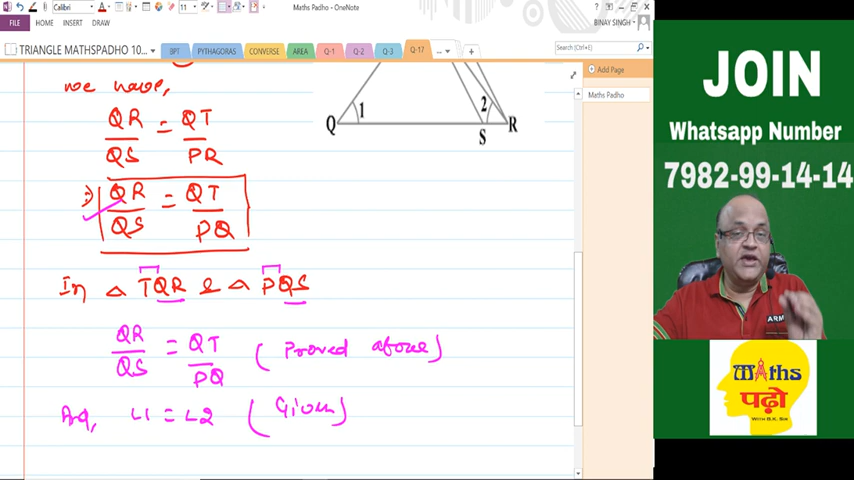 Calibri
11
Maths Padho - OneNote
BINAY SINGH
FILE
HOME
INSERT
DRAW
VIEW
TRIANGLE MATHSPADHO 10...
BPT
PYTHAGORAS
CONVERSE
AREA
Q-1
Q-2
Q-3
Q-17
...
+
Search (Ctrl+E)
Add Page
Maths Padho
we have,
QR/QS = QT/PR
QR/QS = QT/PQ
In △ TQR & △ PQS
QR/QS = QT/PQ (Proved above)
∠1 = ∠2 (Given)
Q
1
2
R
S
JOIN
Whatsapp Number
7982-99-14-14
ARM
Maths
पढ़ो
WITH B.K. SIR